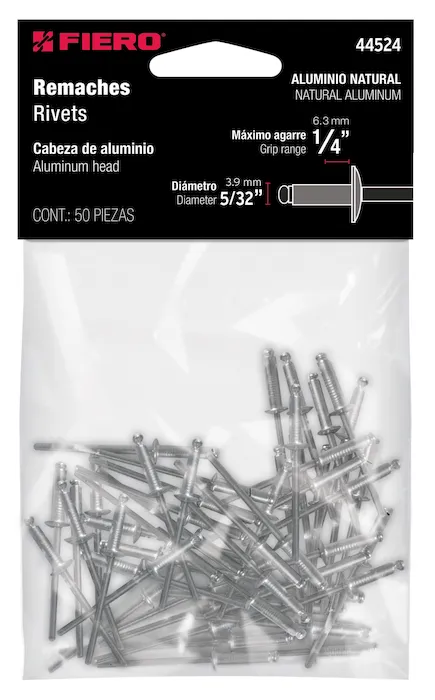 FIERO®
44524
Remaches
Rivets
ALUMINIO NATURAL
NATURAL ALUMINUM
Cabeza de aluminio
Aluminum head
6.3 mm
Máximo agarre 1/4”
Grip range
Diámetro 3.9 mm
Diameter 5/32”
CONT.: 50 PIEZAS